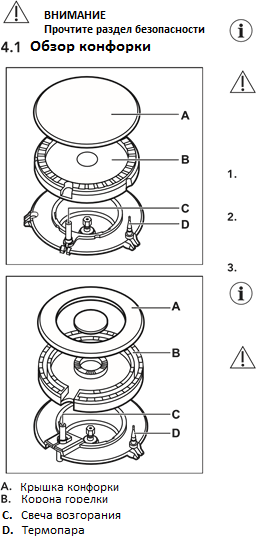 ВНИМАНИЕ
Прочтите раздел безопасности
4.1 Обзор конфорки
A
B
C
D
A
B
C
D
A. Крышка конфорки
B. Корона горелки
C. Свеча возгорания
D. Термопара
i
1.
2.
3.
i